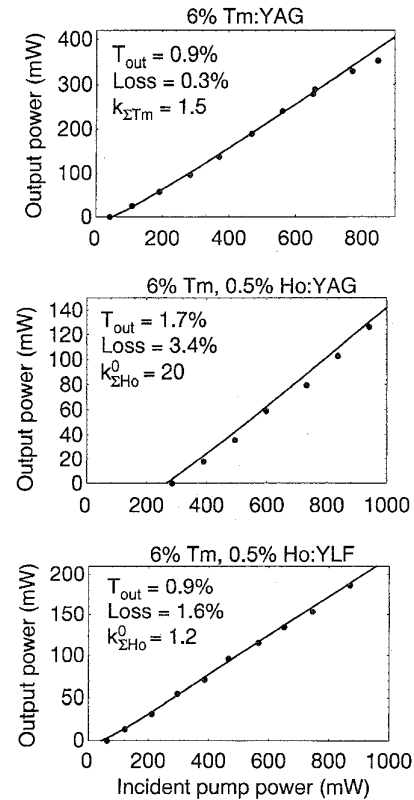 6% Tm:YAG
400
300
200
100
0
Output power (mW)
T_out = 0.9%
Loss = 0.3%
k_ΣTm = 1.5
0 200 400 600 800
6% Tm, 0.5% Ho:YAG
140
120
100
80
60
40
20
0
Output power (mW)
T_out = 1.7%
Loss = 3.4%
k⁰_ΣHo = 20
0 200 400 600 800 1000
6% Tm, 0.5% Ho:YLF
200
150
100
50
0
Output power (mW)
T_out = 0.9%
Loss = 1.6%
k⁰_ΣHo = 1.2
0 200 400 600 800 1000
Incident pump power (mW)